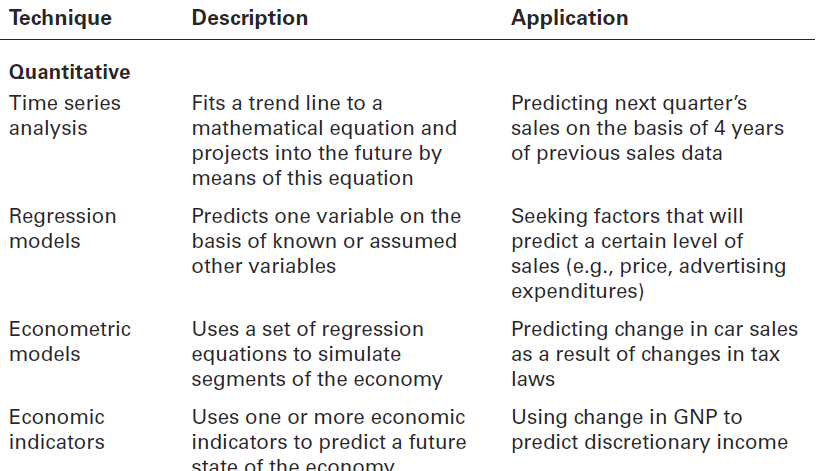 Technique Description Application
Quantitative
Time series Fits a trend line to a Predicting next quarter’s
analysis mathematical equation and sales on the basis of 4 years
projects into the future by of previous sales data
means of this equation
Regression Predicts one variable on the Seeking factors that will
models basis of known or assumed predict a certain level of
other variables sales (e.g., price, advertising
expenditures)
Econometric Uses a set of regression Predicting change in car sales
models equations to simulate as a result of changes in tax
segments of the economy laws
Economic Uses one or more economic Using change in GNP to
indicators indicators to predict a future predict discretionary income
state of the economy